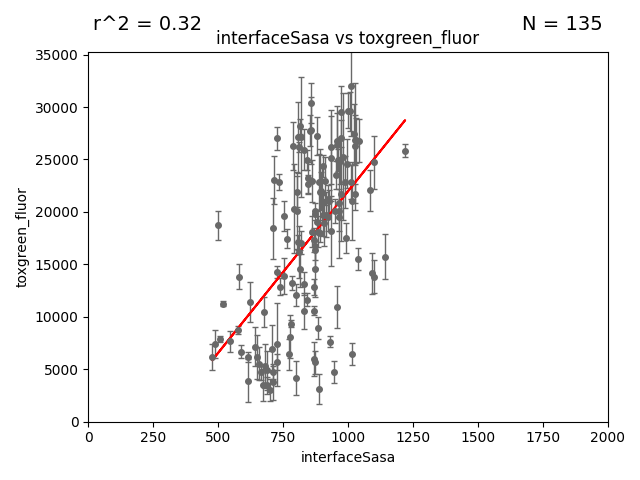 r^2 = 0.32
N = 135
interfaceSasa vs toxgreen_fluor
35000
30000
25000
20000
15000
10000
5000
0
toxgreen_fluor
0 250 500 750 1000 1250 1500 1750 2000
interfaceSasa